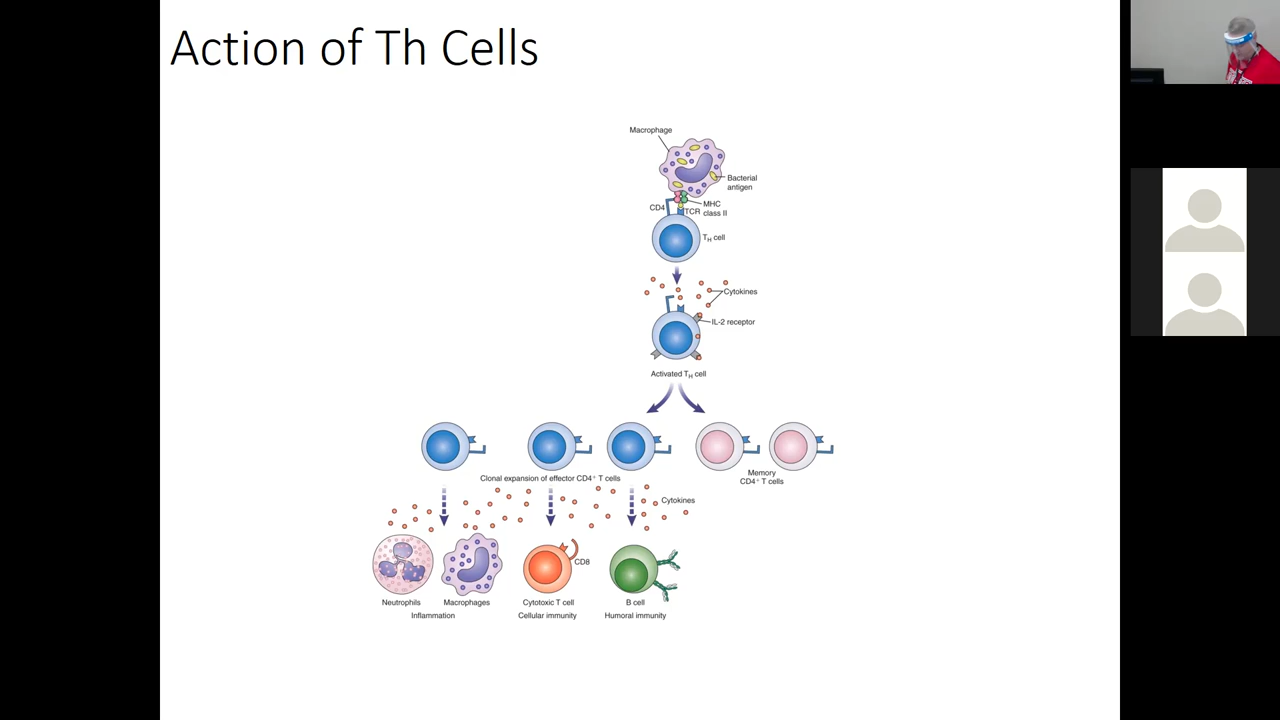 Action of Th Cells
Macrophage
Bacterial
antigen
CD4
MHC
class II
TCR
TH cell
Cytokines
IL-2 receptor
Activated TH cell
Clonal expansion of effector CD4+ T cells
Memory
CD4+ T cells
Cytokines
CD8
Neutrophils
Macrophages
Cytotoxic T cell
B cell
Inflammation
Cellular immunity
Humoral immunity